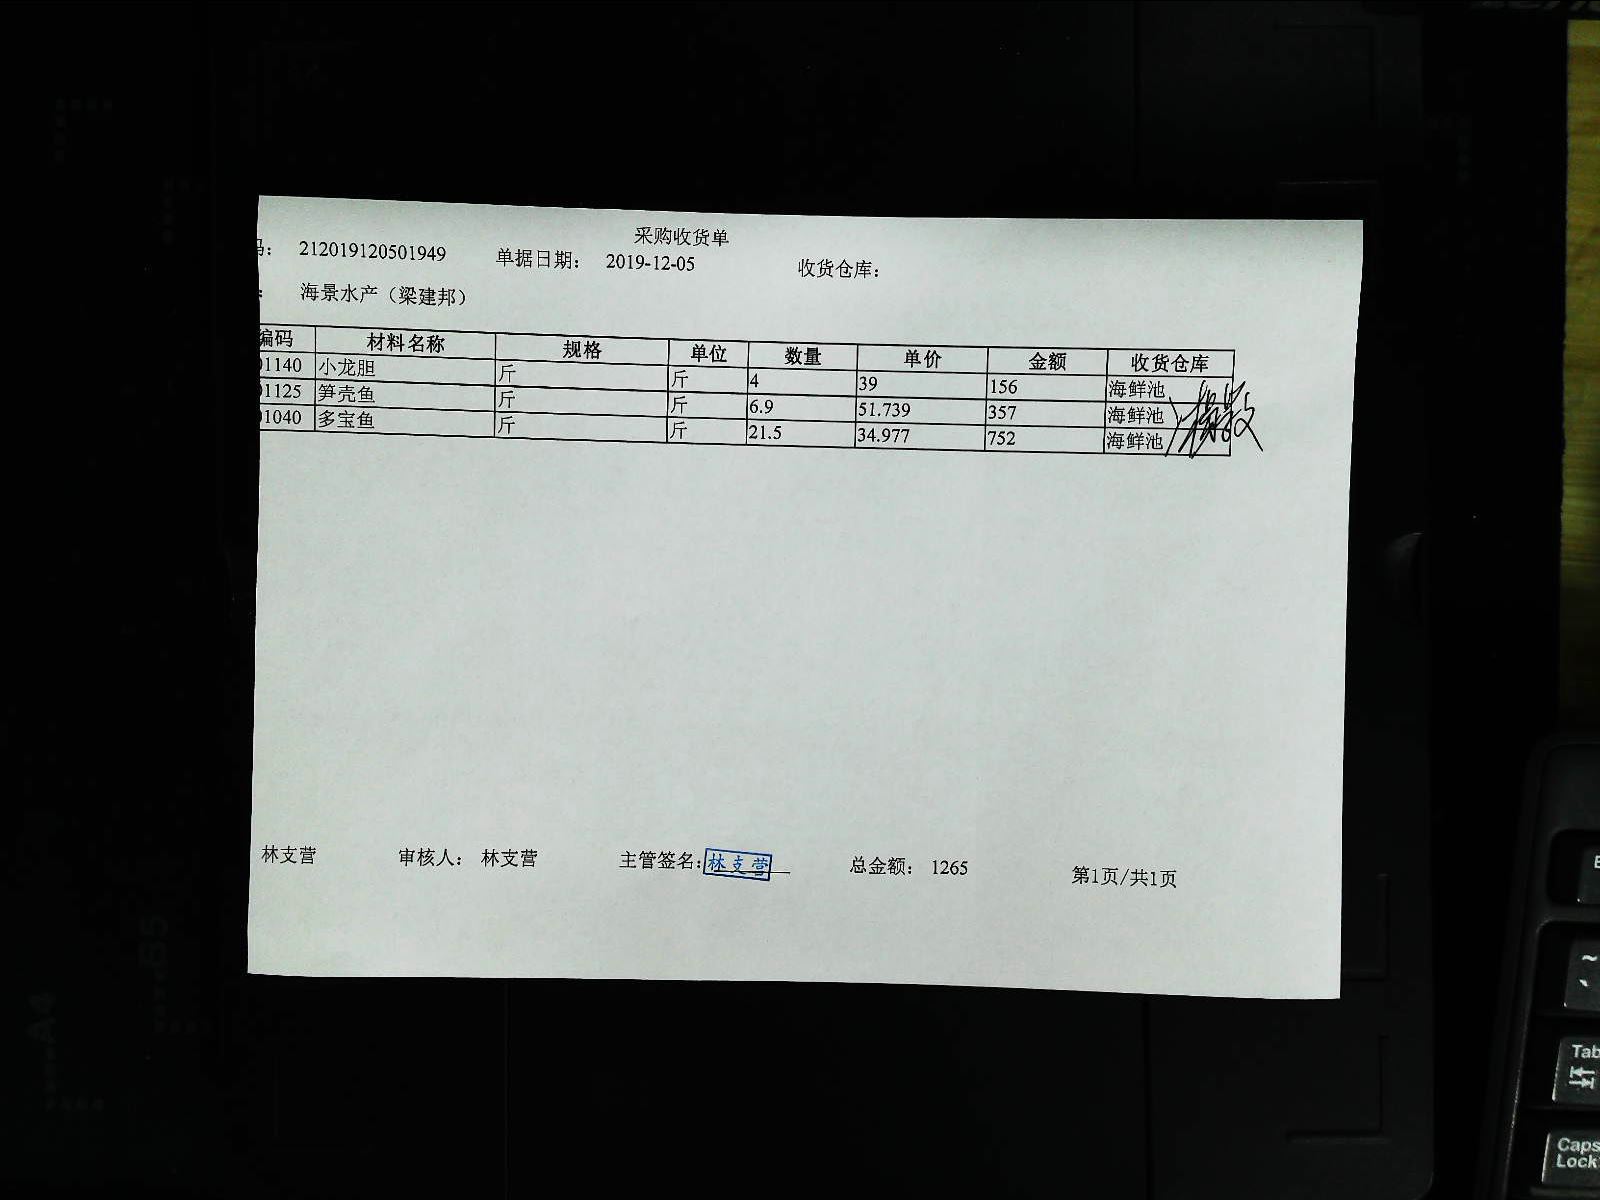 采购收货单
码： 212019120501949 单据日期： 2019-12-05 收货仓库：
： 海景水产（梁建邦）
编码 材料名称 规格 单位 数量 单价 金额 收货仓库
01140 小龙胆 斤 斤 4 39 156 海鲜池
01125 笋壳鱼 斤 斤 6.9 51.739 357 海鲜池
01040 多宝鱼 斤 斤 21.5 34.977 752 海鲜池
林支营 审核人： 林支营 主管签名：林支营 总金额： 1265 第1页/共1页
B5
A4
Tab
Caps
Lock